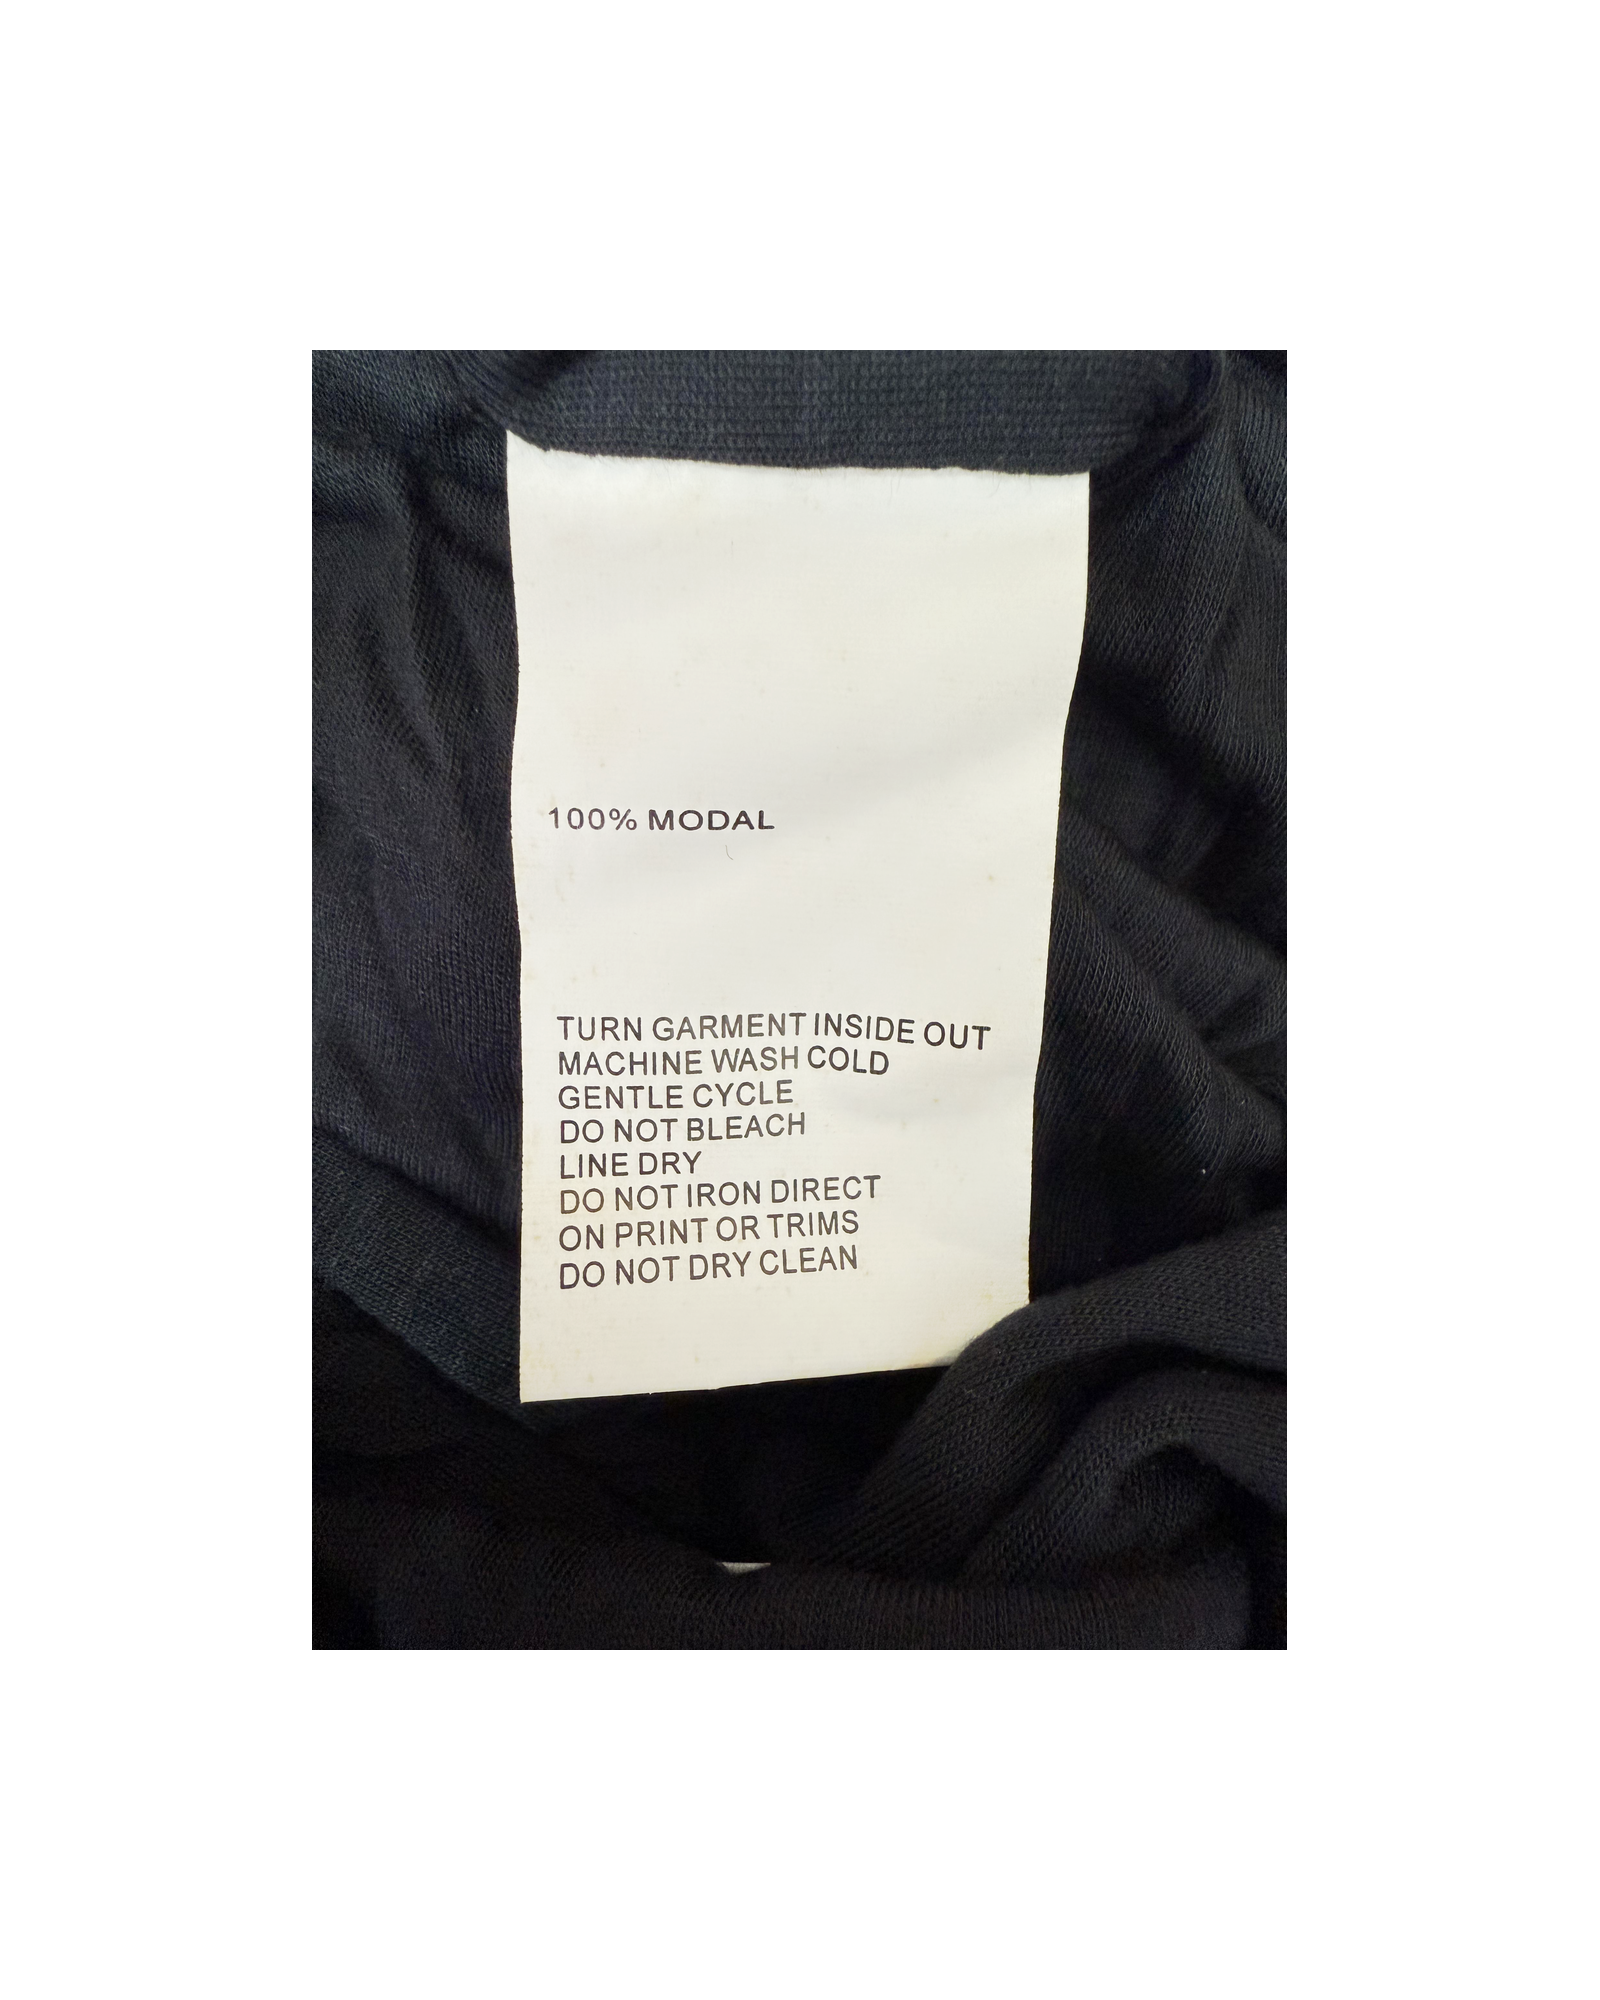 100% MODAL
TURN GARMENT INSIDE OUT
MACHINE WASH COLD
GENTLE CYCLE
DO NOT BLEACH
LINE DRY
DO NOT IRON DIRECT
ON PRINT OR TRIMS
DO NOT DRY CLEAN